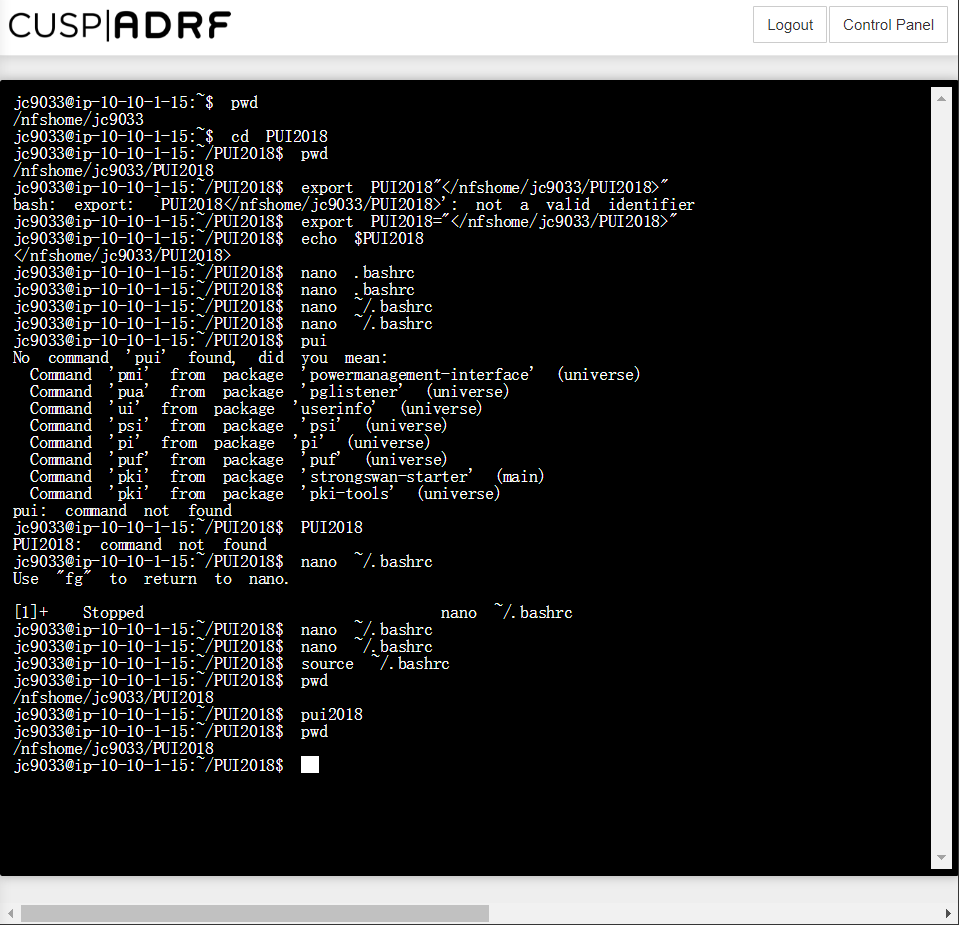 CUSP|ADRF
Logout
Control Panel
jc9033@ip-10-10-1-15:~$ pwd
/nfshome/jc9033
jc9033@ip-10-10-1-15:~$ cd PUI2018
jc9033@ip-10-10-1-15:~/PUI2018$ pwd
/nfshome/jc9033/PUI2018
jc9033@ip-10-10-1-15:~/PUI2018$ export PUI2018"</nfshome/jc9033/PUI2018>"
bash: export: `PUI2018</nfshome/jc9033/PUI2018>': not a valid identifier
jc9033@ip-10-10-1-15:~/PUI2018$ export PUI2018="</nfshome/jc9033/PUI2018>"
jc9033@ip-10-10-1-15:~/PUI2018$ echo $PUI2018
</nfshome/jc9033/PUI2018>
jc9033@ip-10-10-1-15:~/PUI2018$ nano .bashrc
jc9033@ip-10-10-1-15:~/PUI2018$ nano .bashrc
jc9033@ip-10-10-1-15:~/PUI2018$ nano ~/.bashrc
jc9033@ip-10-10-1-15:~/PUI2018$ nano ~/.bashrc
jc9033@ip-10-10-1-15:~/PUI2018$ pui
No command 'pui' found, did you mean:
Command 'pmi' from package 'powermanagement-interface' (universe)
Command 'pua' from package 'pglistener' (universe)
Command 'ui' from package 'userinfo' (universe)
Command 'psi' from package 'psi' (universe)
Command 'pi' from package 'pi' (universe)
Command 'puf' from package 'puf' (universe)
Command 'pki' from package 'strongswan-starter' (main)
Command 'pki' from package 'pki-tools' (universe)
pui: command not found
jc9033@ip-10-10-1-15:~/PUI2018$ PUI2018
PUI2018: command not found
jc9033@ip-10-10-1-15:~/PUI2018$ nano ~/.bashrc
Use "fg" to return to nano.
[1]+ Stopped nano ~/.bashrc
jc9033@ip-10-10-1-15:~/PUI2018$ nano ~/.bashrc
jc9033@ip-10-10-1-15:~/PUI2018$ nano ~/.bashrc
jc9033@ip-10-10-1-15:~/PUI2018$ source ~/.bashrc
jc9033@ip-10-10-1-15:~/PUI2018$ pwd
/nfshome/jc9033/PUI2018
jc9033@ip-10-10-1-15:~/PUI2018$ pui2018
jc9033@ip-10-10-1-15:~/PUI2018$ pwd
/nfshome/jc9033/PUI2018
jc9033@ip-10-10-1-15:~/PUI2018$